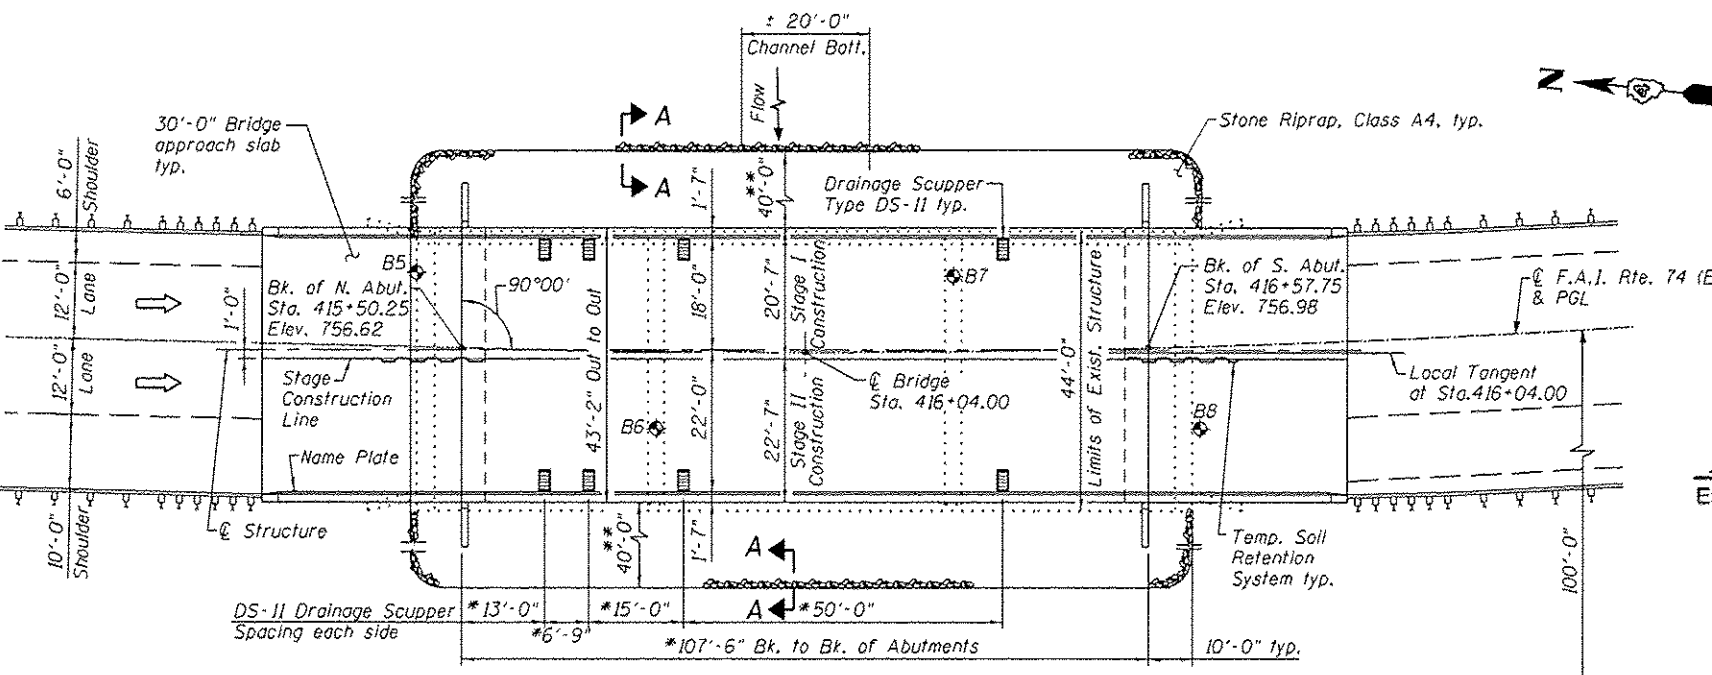 ± 20'-0"
Channel Bott.
Flow
N
A
A
30'-0" Bridge
approach slab
typ.
Stone Riprap, Class A4, typ.
6'-0"
Shoulder
1'-7"
**
40'-0"
Drainage Scupper
Type DS-11 typ.
B5
B7
90°00'
Bk. of N. Abut.
Sta. 415+50.25
Elev. 756.62
12'-0"
Lane
1'-0"
18'-0"
20'-7"
Stage I
Construction
Limits of Exist. Structure
Bk. of S. Abut.
Sta. 416+57.75
Elev. 756.98
℄ F.A.I. Rte. 74 (E
& PGL
12'-0"
Lane
Stage
Construction
Line
43'-2" Out to Out
B6
22'-0"
22'-7"
Stage II
Construction
℄ Bridge
Sta. 416+04.00
44'-0"
B8
Local Tangent
at Sta.416+04.00
Name Plate
℄ Structure
10'-0"
Shoulder
**
40'-0"
1'-7"
A
A
Temp. Soil
Retention
System typ.
100'-0"
E
DS-11 Drainage Scupper
Spacing each side
*13'-0"
*6'-9"
*15'-0"
*50'-0"
*107'-6" Bk. to Bk. of Abutments
10'-0" typ.